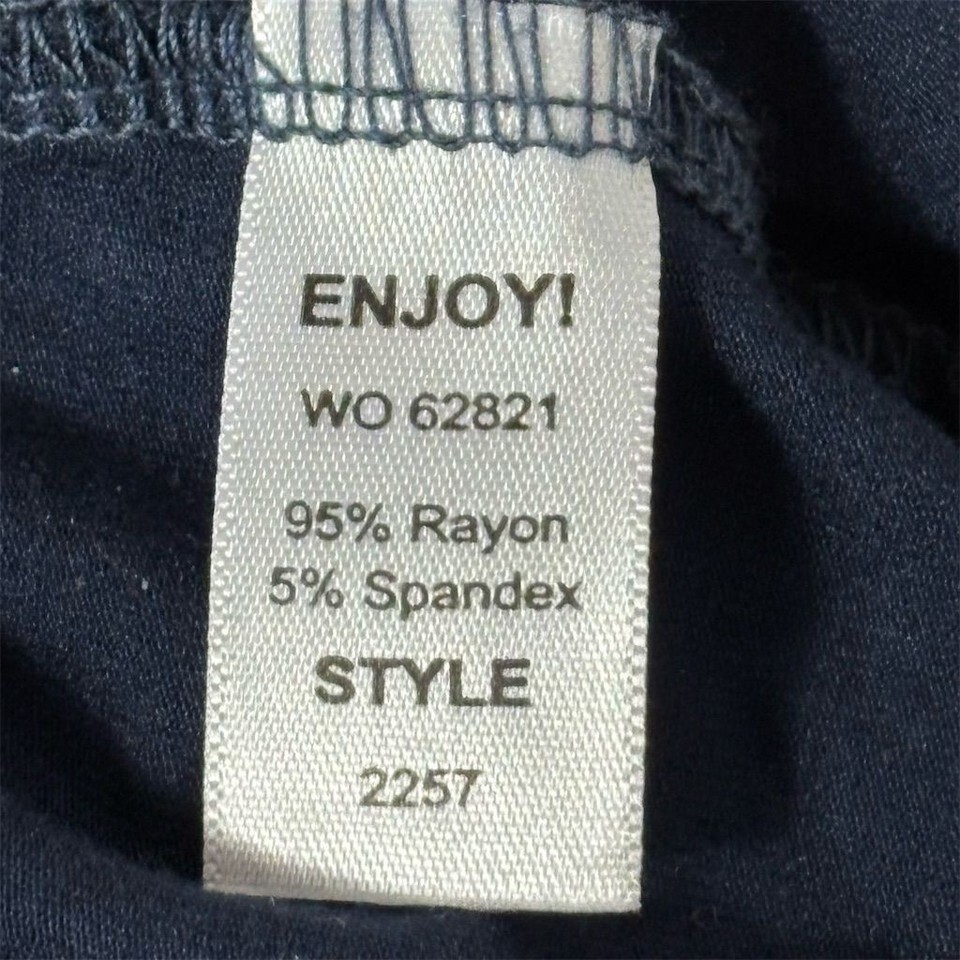 ENJOY!
WO 62821
95% Rayon
5% Spandex
STYLE
2257